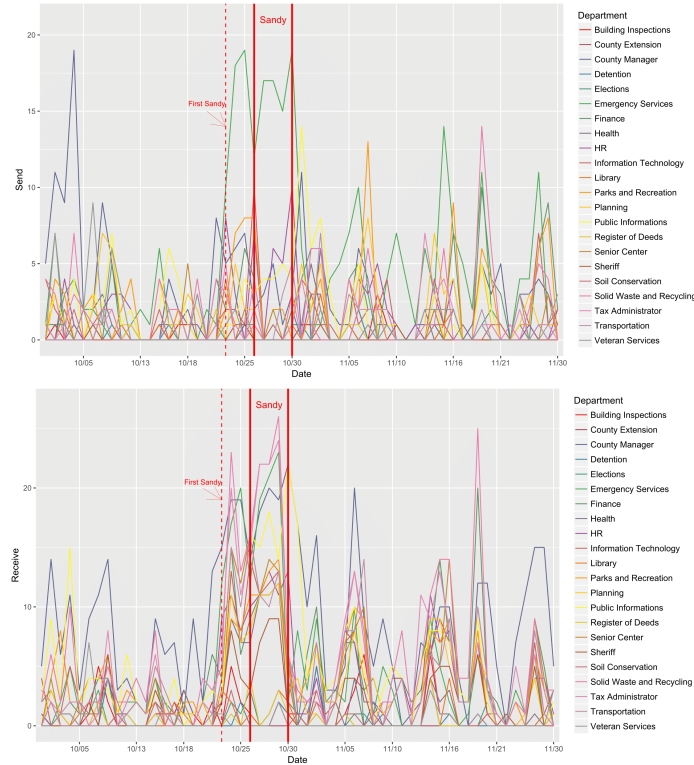 Sandy
First Sandy
20
15
10
5
0
Send
10/05
10/13
10/18
10/25
10/30
11/05
11/10
11/16
11/21
11/30
Date
Department
Building Inspections
County Extension
County Manager
Detention
Elections
Emergency Services
Finance
Health
HR
Information Technology
Library
Parks and Recreation
Planning
Public Informations
Register of Deeds
Senior Center
Sheriff
Soil Conservation
Solid Waste and Recycling
Tax Administrator
Transportation
Veteran Services
Sandy
First Sandy
20
10
0
Receive
10/05
10/13
10/18
10/25
10/30
11/05
11/10
11/16
11/21
11/30
Date
Department
Building Inspections
County Extension
County Manager
Detention
Elections
Emergency Services
Finance
Health
HR
Information Technology
Library
Parks and Recreation
Planning
Public Informations
Register of Deeds
Senior Center
Sheriff
Soil Conservation
Solid Waste and Recycling
Tax Administrator
Transportation
Veteran Services